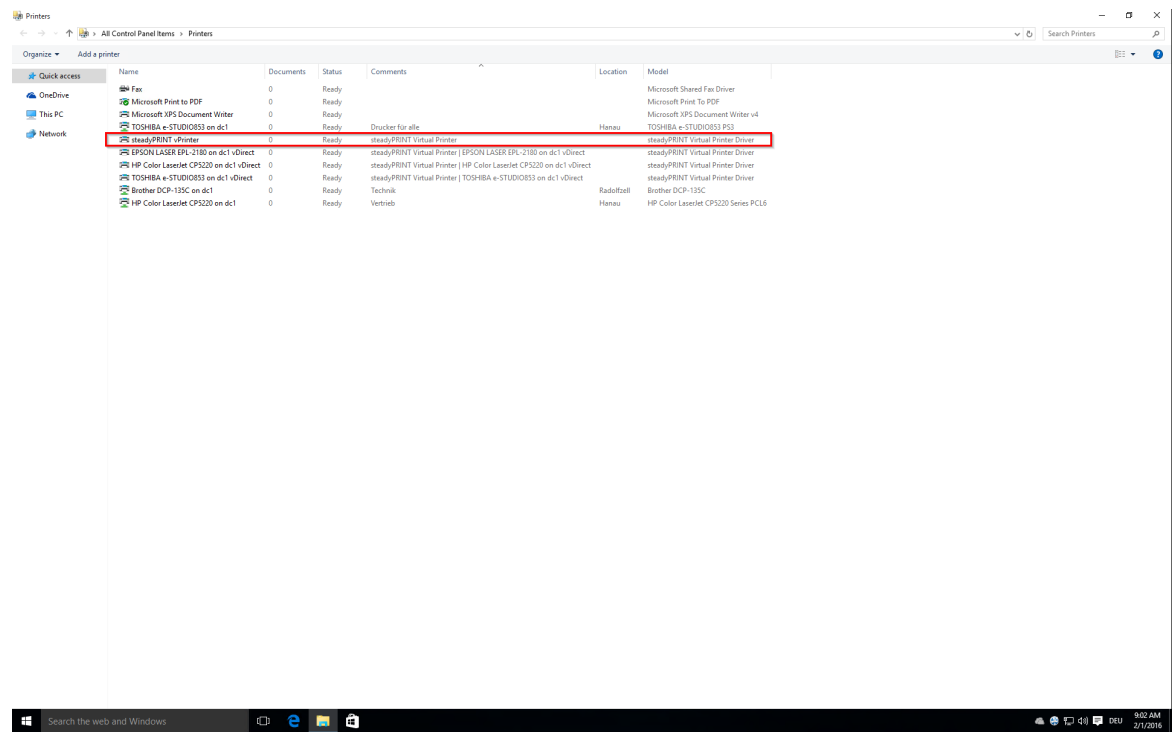 Printers
All Control Panel Items › Printers
Search Printers
Organize
Add a printer
Quick access
OneDrive
This PC
Network
Name Documents Status Comments Location Model
Fax 0 Ready Microsoft Shared Fax Driver
Microsoft Print to PDF 0 Ready Microsoft Print To PDF
Microsoft XPS Document Writer 0 Ready Microsoft XPS Document Writer v4
TOSHIBA e-STUDIO853 on dc1 0 Ready Drucker für alle Hanau TOSHIBA e-STUDIO853 PS3
steadyPRINT vPrinter 0 Ready steadyPRINT Virtual Printer steadyPRINT Virtual Printer Driver
EPSON LASER EPL-2180 on dc1 vDirect 0 Ready steadyPRINT Virtual Printer | EPSON LASER EPL-2180 on dc1 vDirect steadyPRINT Virtual Printer Driver
HP Color LaserJet CP5220 on dc1 vDirect 0 Ready steadyPRINT Virtual Printer | HP Color LaserJet CP5220 on dc1 vDirect steadyPRINT Virtual Printer Driver
TOSHIBA e-STUDIO853 on dc1 vDirect 0 Ready steadyPRINT Virtual Printer | TOSHIBA e-STUDIO853 on dc1 vDirect steadyPRINT Virtual Printer Driver
Brother DCP-135C on dc1 0 Ready Technik Radolfzell Brother DCP-135C
HP Color LaserJet CP5220 on dc1 0 Ready Vertrieb Hanau HP Color LaserJet CP5220 Series PCL6
Search the web and Windows
DEU
9:02 AM
2/1/2016